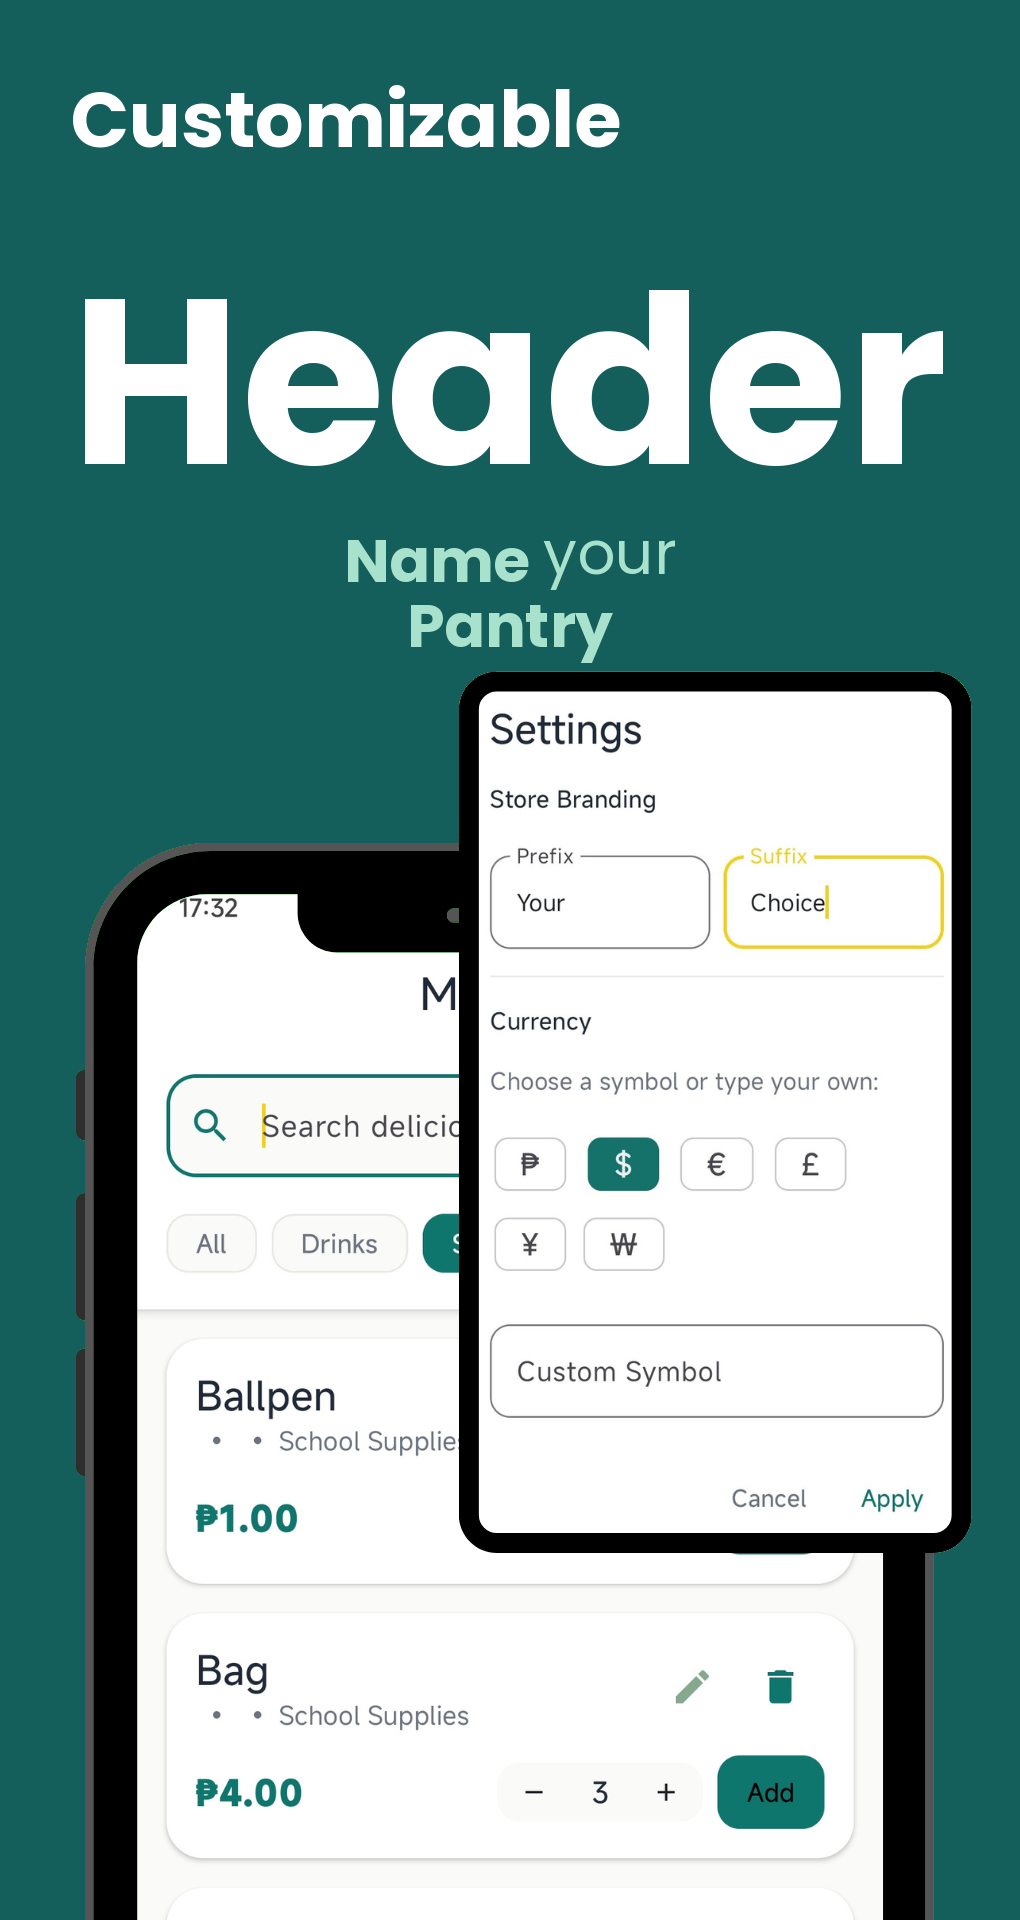 Customizable
Header
Name your
Pantry
Settings
Store Branding
Prefix
Suffix
Your
Choice
Currency
Choose a symbol or type your own:
₱ $ € £
¥ ₩
Custom Symbol
Cancel Apply
17:32
M
Search delicio
All Drinks S
Ballpen
• • School Supplies
₱1.00
Bag
• • School Supplies
₱4.00
− 3 + Add